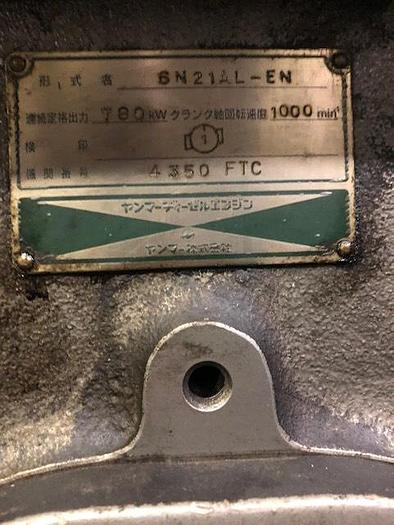 形式名 6N21AL-EN
連続定格出力 780 kW クランク軸回転速度 1000 min⁻¹
検印 1
機関番号 4350 FTC
ヤンマーディーゼルエンジン
ヤンマー株式会社